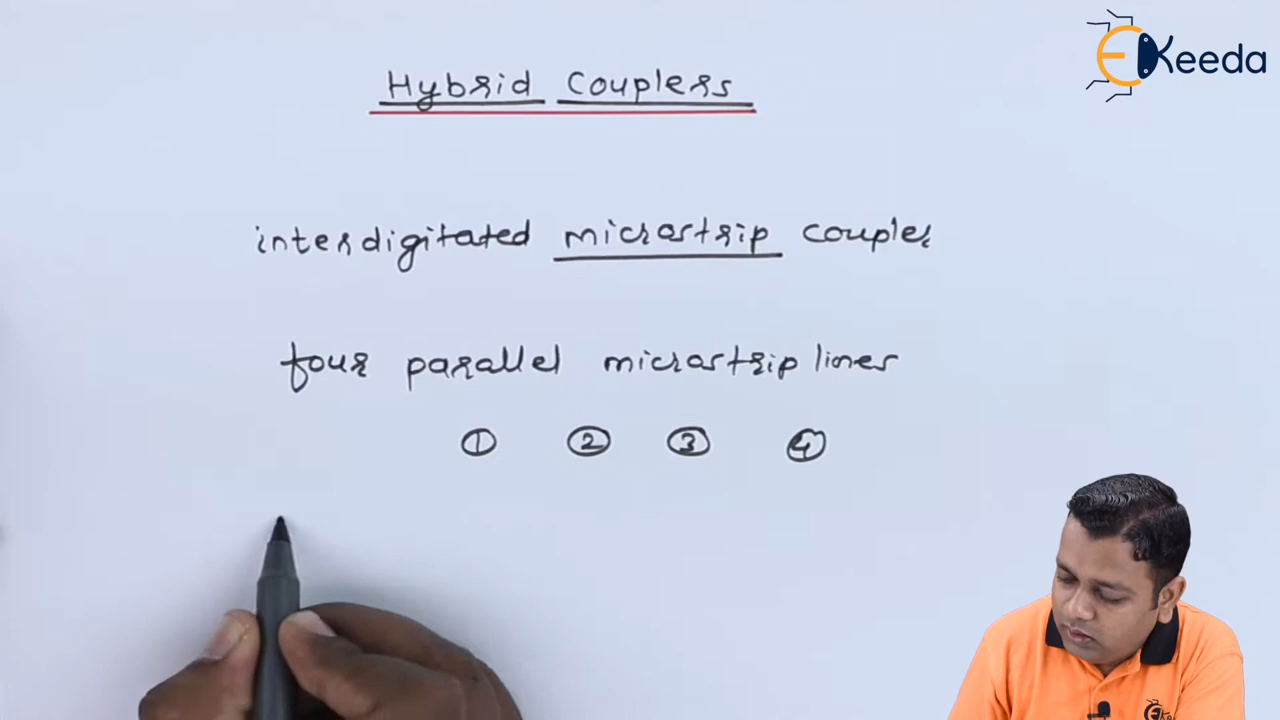 Hybrid Couplers
EKeeda
interdigitated microstrip coupler
four parallel microstrip lines
① ② ③ ④